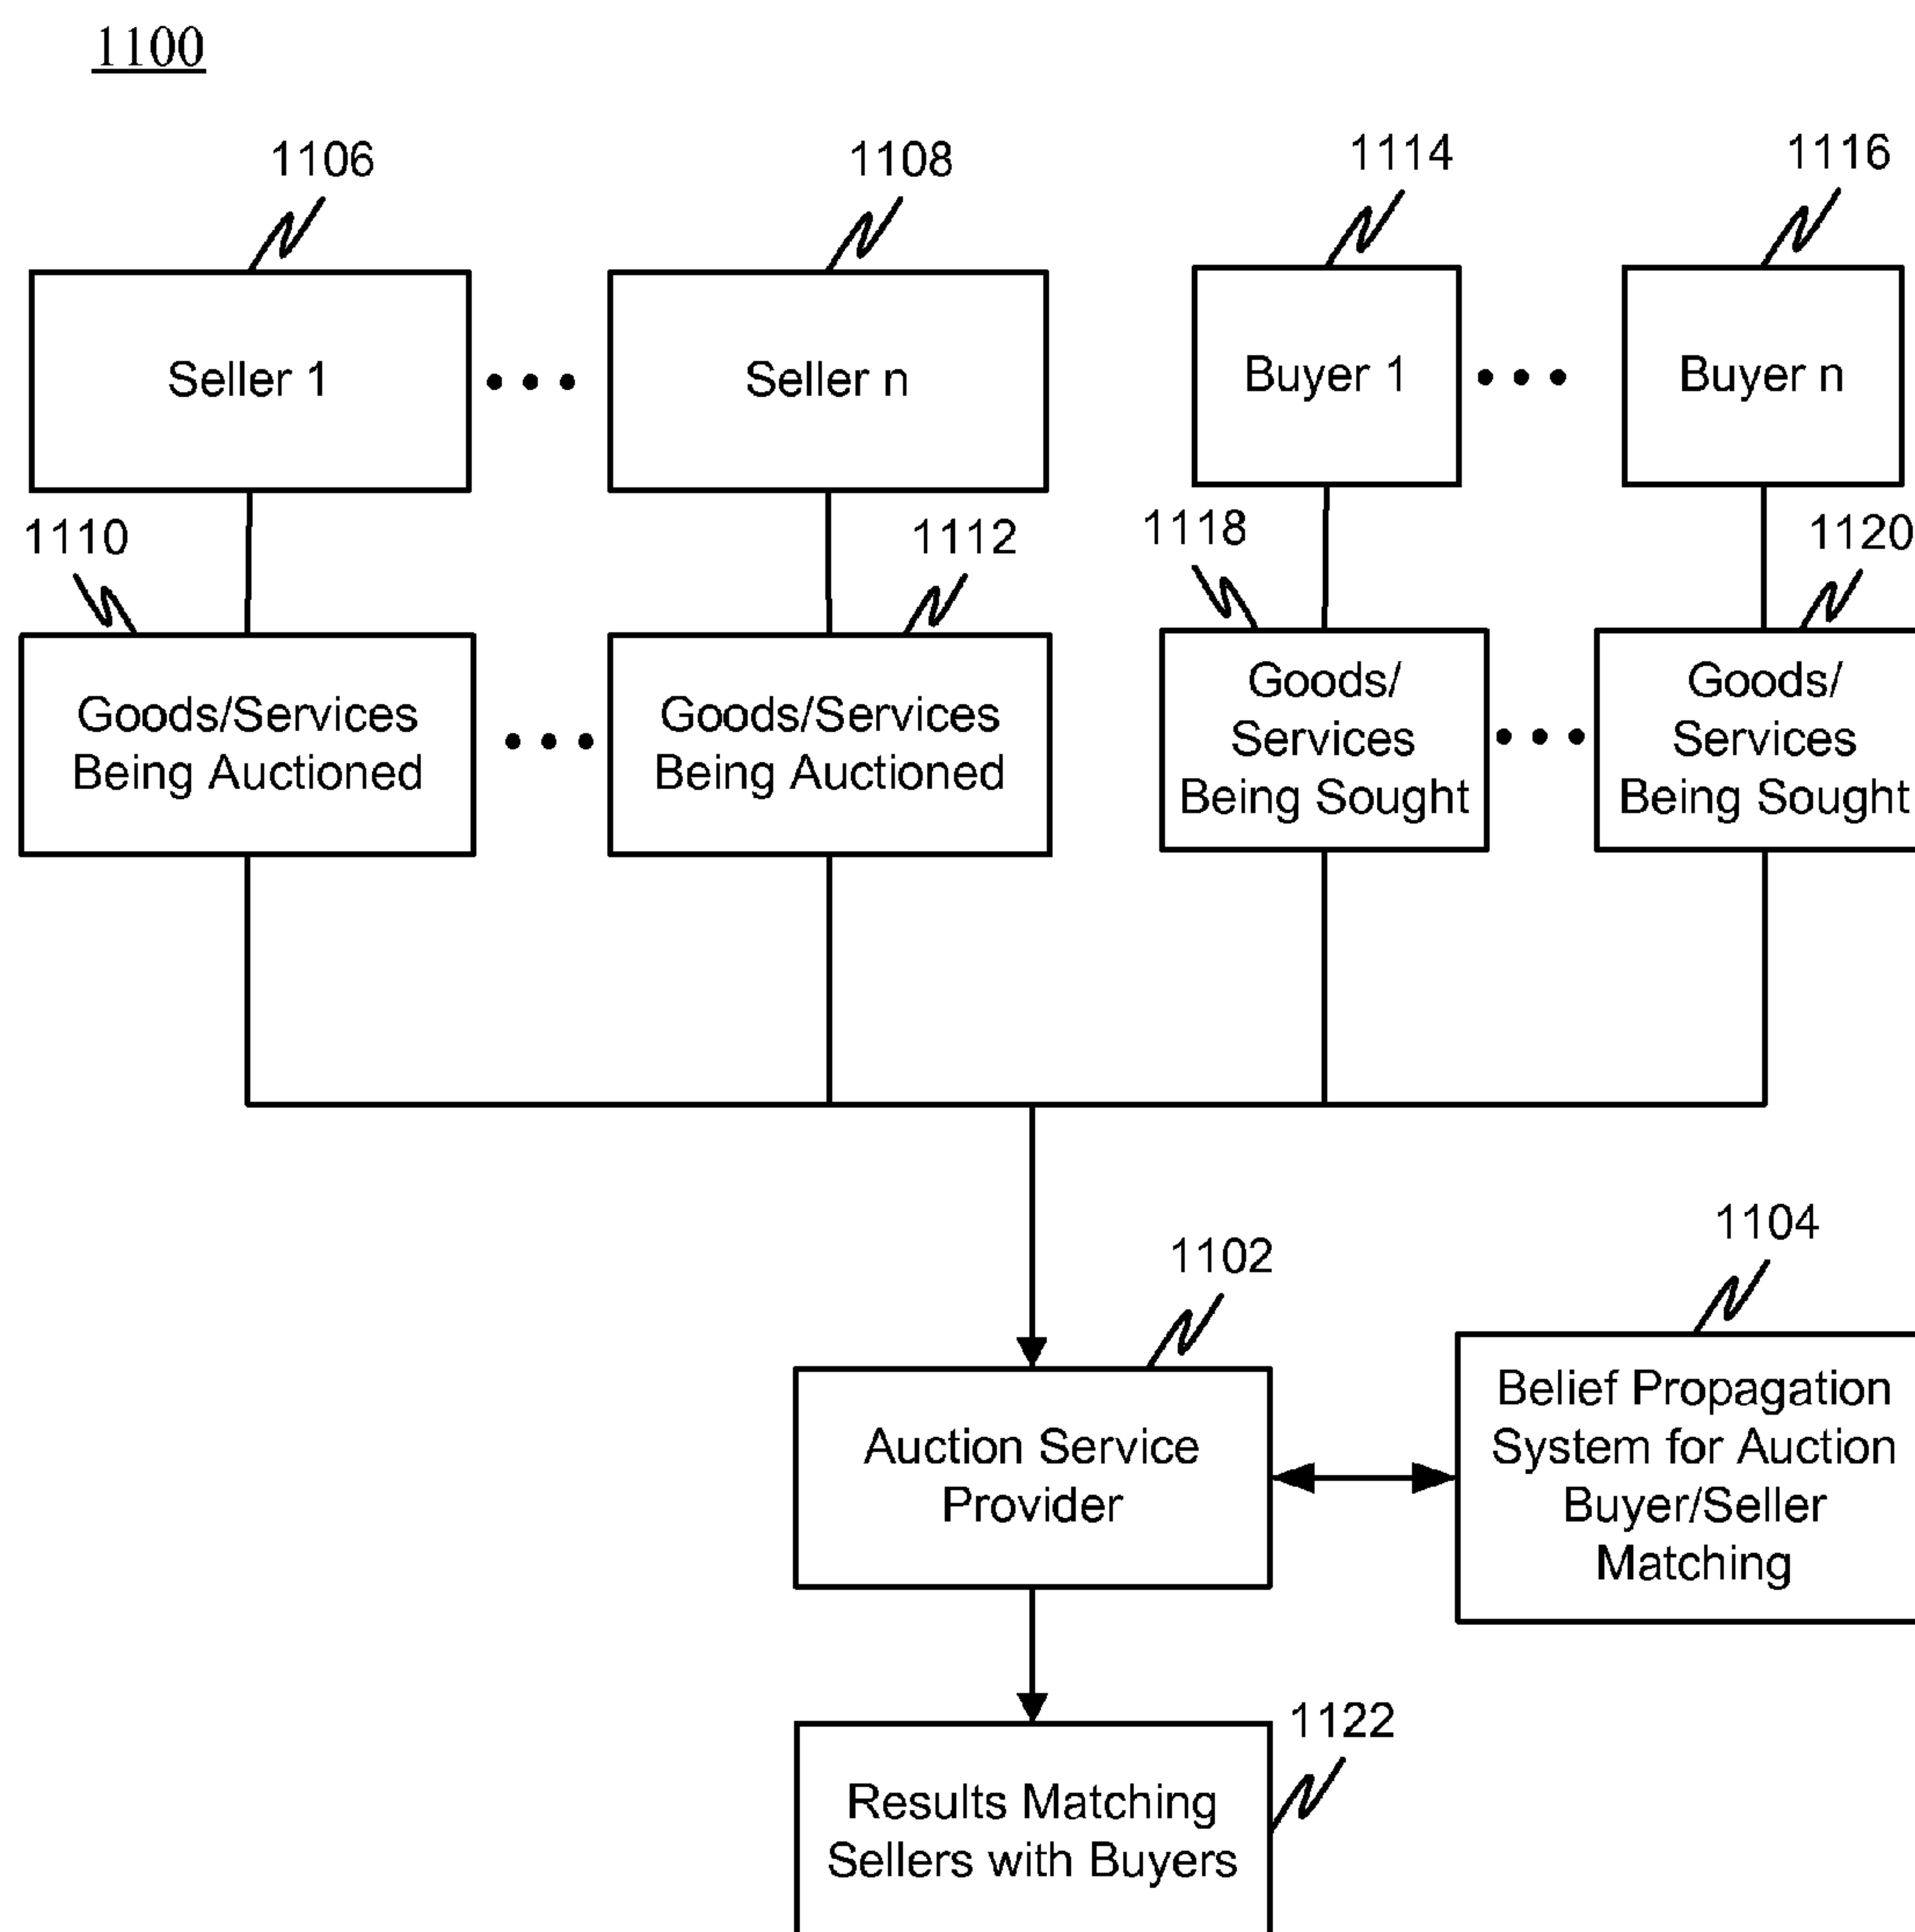 1100
1106
1108
1114
1116
Seller 1
Seller n
Buyer 1
Buyer n
1110
1112
1118
1120
Goods/Services
Being Auctioned
Goods/Services
Being Auctioned
Goods/
Services
Being Sought
Goods/
Services
Being Sought
1102
1104
Auction Service
Provider
Belief Propagation
System for Auction
Buyer/Seller
Matching
1122
Results Matching
Sellers with Buyers